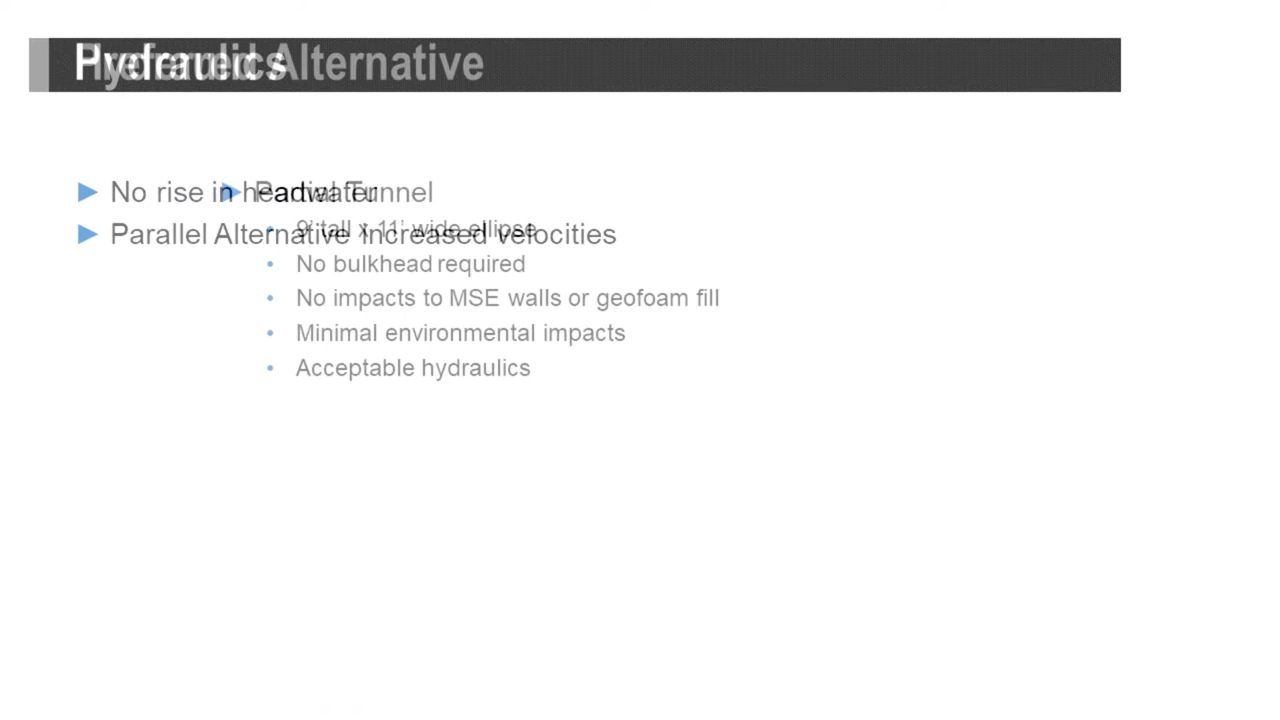 Hydraulics
Preferred Alternative
No rise in headwater
Parallel Alternative increased velocities
Partial Tunnel
9' tall x 11' wide ellipse
No bulkhead required
No impacts to MSE walls or geofoam fill
Minimal environmental impacts
Acceptable hydraulics